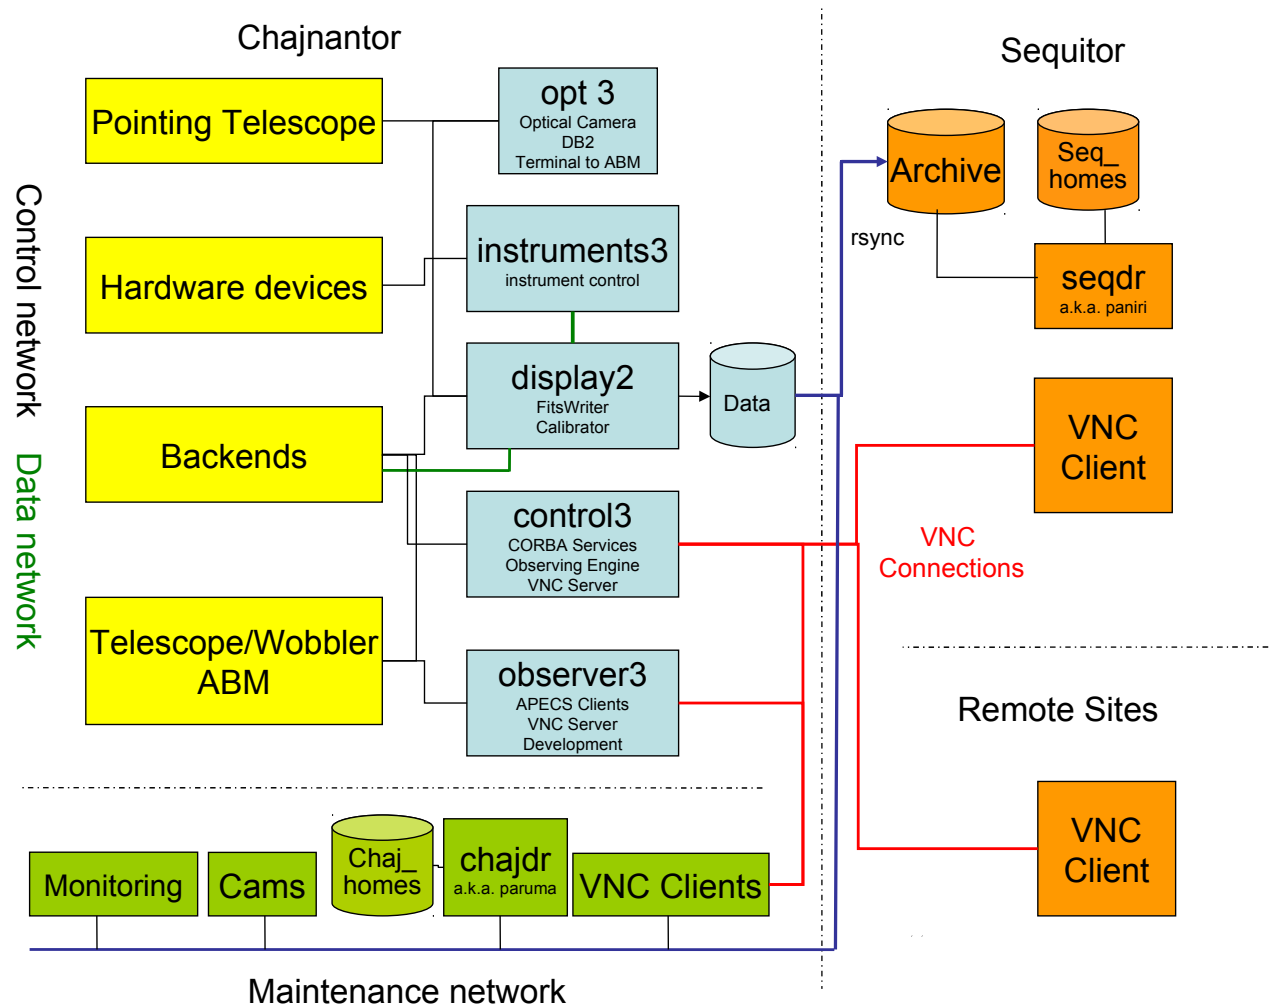 Chajnantor
Sequitor
Control network
Data network
Pointing Telescope
opt 3
Optical Camera
DB2
Terminal to ABM
Hardware devices
instruments3
instrument control
Backends
display2
FitsWriter
Calibrator
Data
control3
CORBA Services
Observing Engine
VNC Server
Telescope/Wobbler
ABM
observer3
APECS Clients
VNC Server
Development
rsync
Archive
Seq_
homes
seqdr
a.k.a. paniri
VNC
Client
VNC
Connections
Remote Sites
VNC
Client
Monitoring
Cams
Chaj_
homes
chajdr
a.k.a. paruma
VNC Clients
Maintenance network